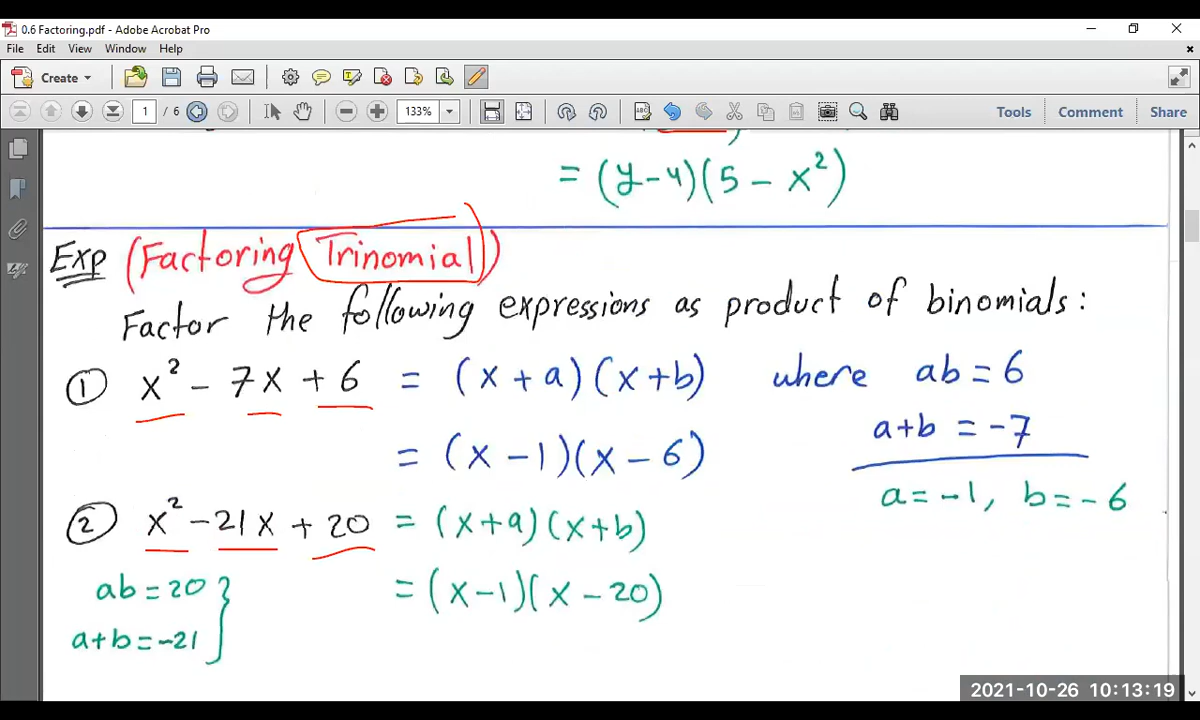 0.6 Factoring.pdf - Adobe Acrobat Pro
File Edit View Window Help
Create
1 / 6 133% Tools Comment Share
= (y-4)(5 - x²)
Exp (Factoring Trinomial)
Factor the following expressions as product of binomials:
① x² - 7x + 6 = (x + a)(x+b) where ab = 6
a+b = -7
= (x - 1)(x - 6)
a = -1, b = -6
② x² - 21x + 20 = (x+a)(x+b)
ab = 20 } = (x-1)(x - 20)
a+b = -21
2021-10-26 10:13:19